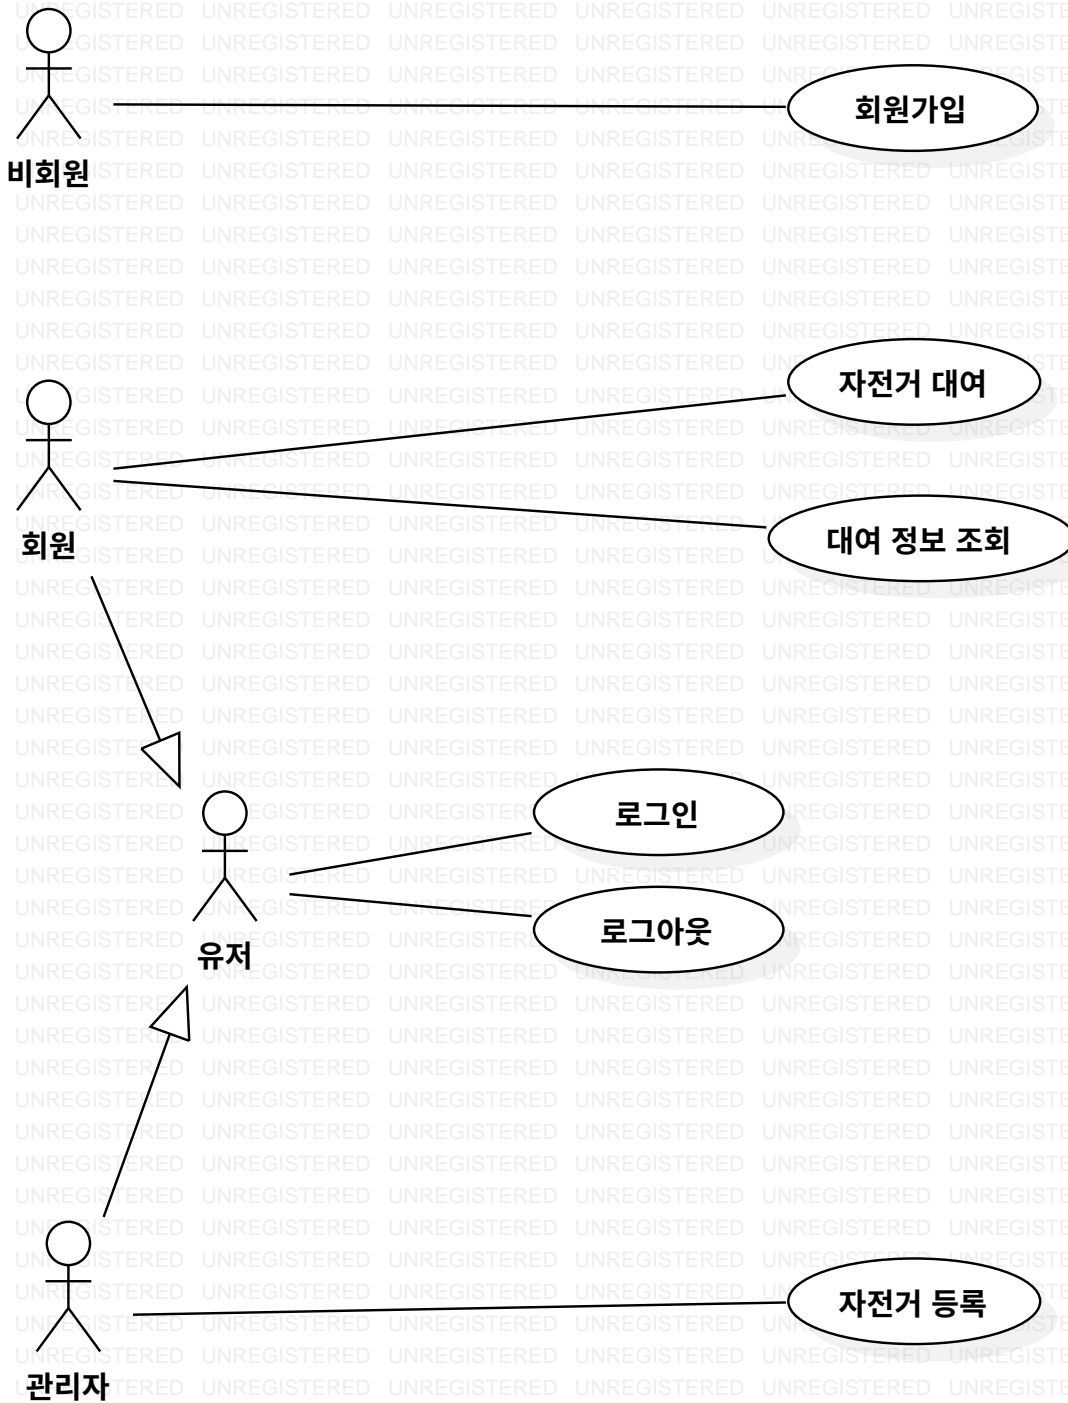 회원가입
비회원
자전거 대여
대여 정보 조회
회원
로그인
로그아웃
유저
자전거 등록
관리자
UNREGISTERED